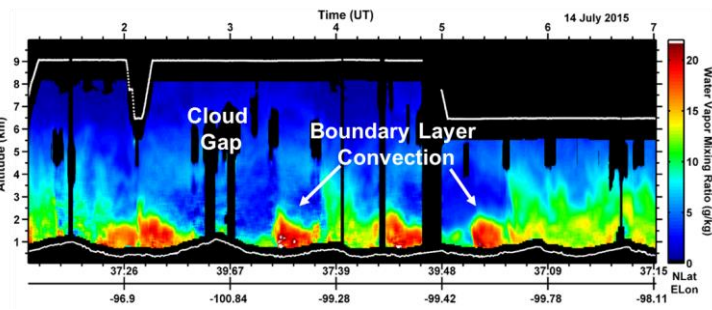 Time (UT)
14 July 2015
2 3 4 5 6 7
9
8
7
6
5
4
3
2
1
Altitude (km)
Cloud
Gap
Boundary Layer
Convection
20
15
10
5
0
Water Vapor Mixing Ratio (g/kg)
37.26 39.67 37.39 39.48 37.09 37.15
NLat
-96.9 -100.84 -99.28 -99.42 -99.78 -98.11
ELon